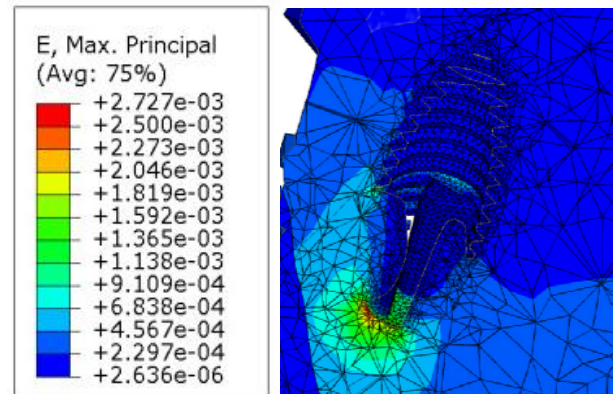 E, Max. Principal
(Avg: 75%)
+2.727e-03
+2.500e-03
+2.273e-03
+2.046e-03
+1.819e-03
+1.592e-03
+1.365e-03
+1.138e-03
+9.109e-04
+6.838e-04
+4.567e-04
+2.297e-04
+2.636e-06